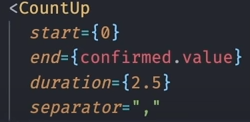 <CountUp
start={0}
end={confirmed.value}
duration={2.5}
separator=","